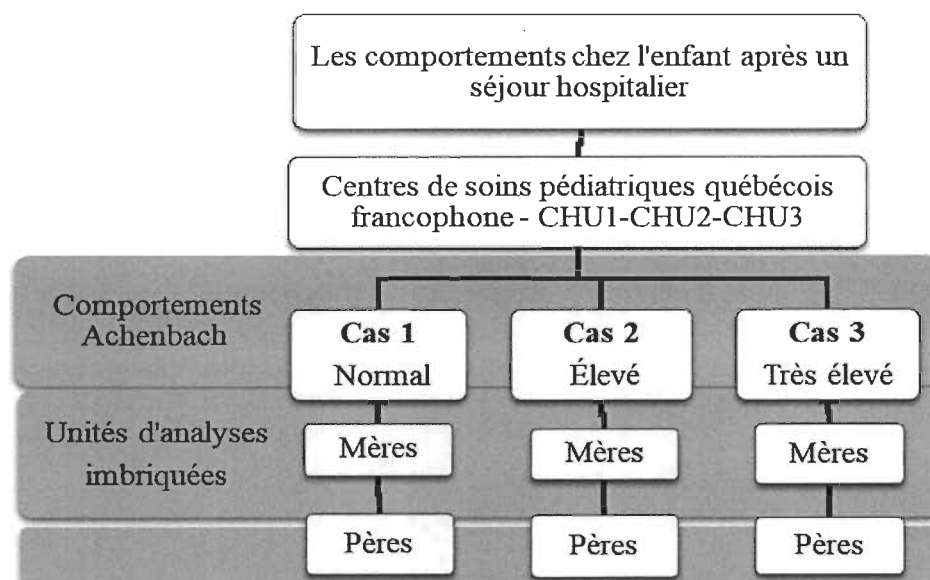 Les comportements chez l'enfant après un
séjour hospitalier
Centres de soins pédiatriques québécois
francophone - CHU1-CHU2-CHU3
Comportements
Achenbach
Cas 1
Normal
Cas 2
Élevé
Cas 3
Très élevé
Unités d'analyses
imbriquées
Mères
Mères
Mères
Pères
Pères
Pères